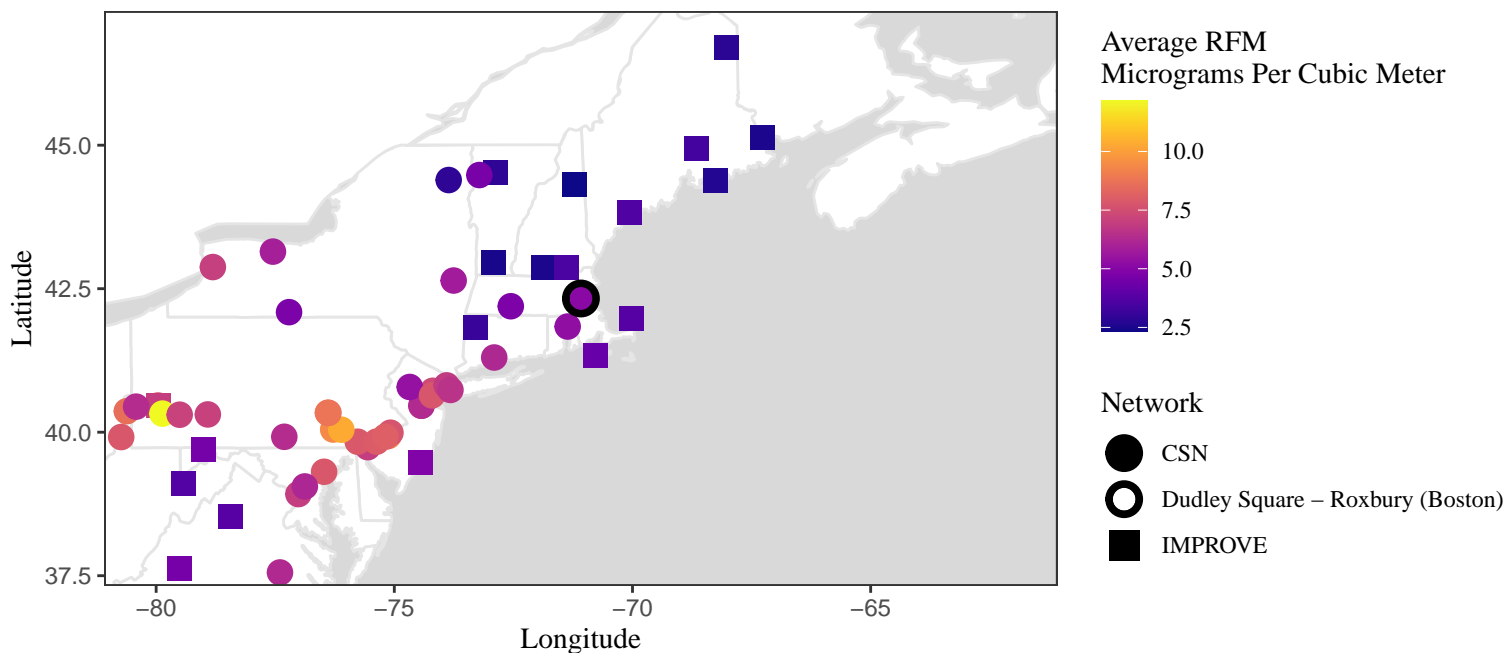 45.0
42.5
40.0
37.5
Latitude
−80
−75
−70
−65
Longitude
Average RFM
Micrograms Per Cubic Meter
10.0
7.5
5.0
2.5
Network
CSN
Dudley Square – Roxbury (Boston)
IMPROVE